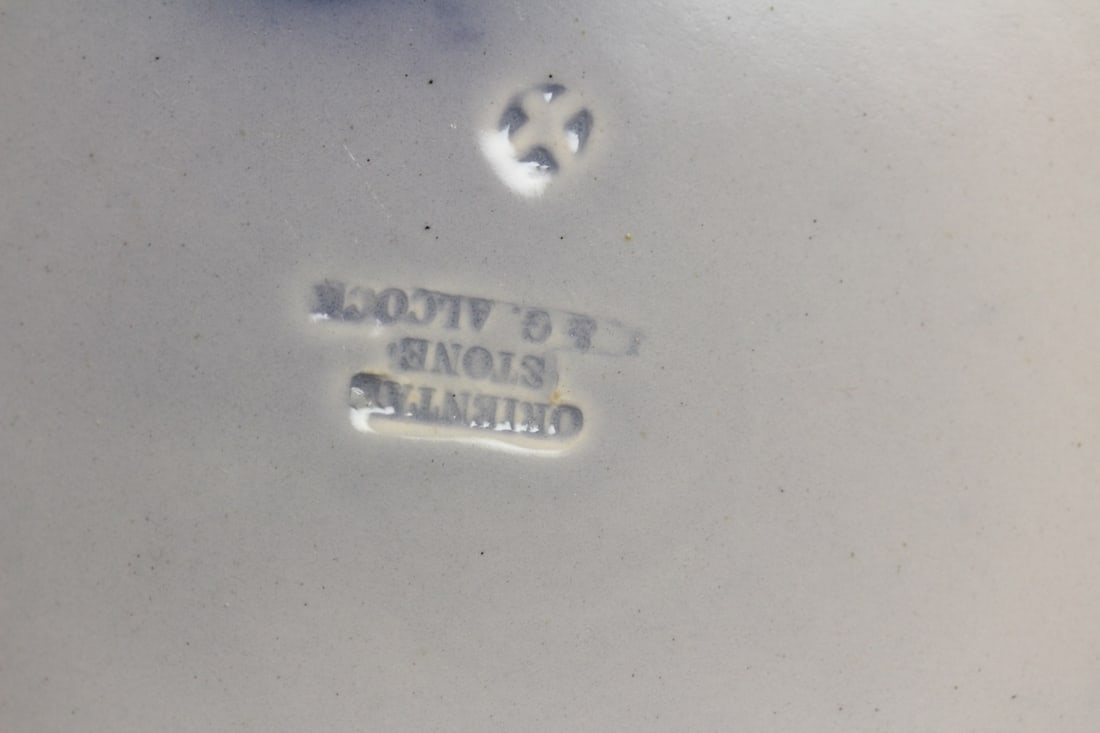 ORIENTAL
STONE
& G. ALCOCK